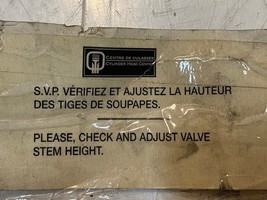 CENTRE DE CULASSES
CYLINDER HEAD CENTRE
S.V.P. VÉRIFIEZ ET AJUSTEZ LA HAUTEUR
DES TIGES DE SOUPAPES.
PLEASE, CHECK AND ADJUST VALVE
STEM HEIGHT.